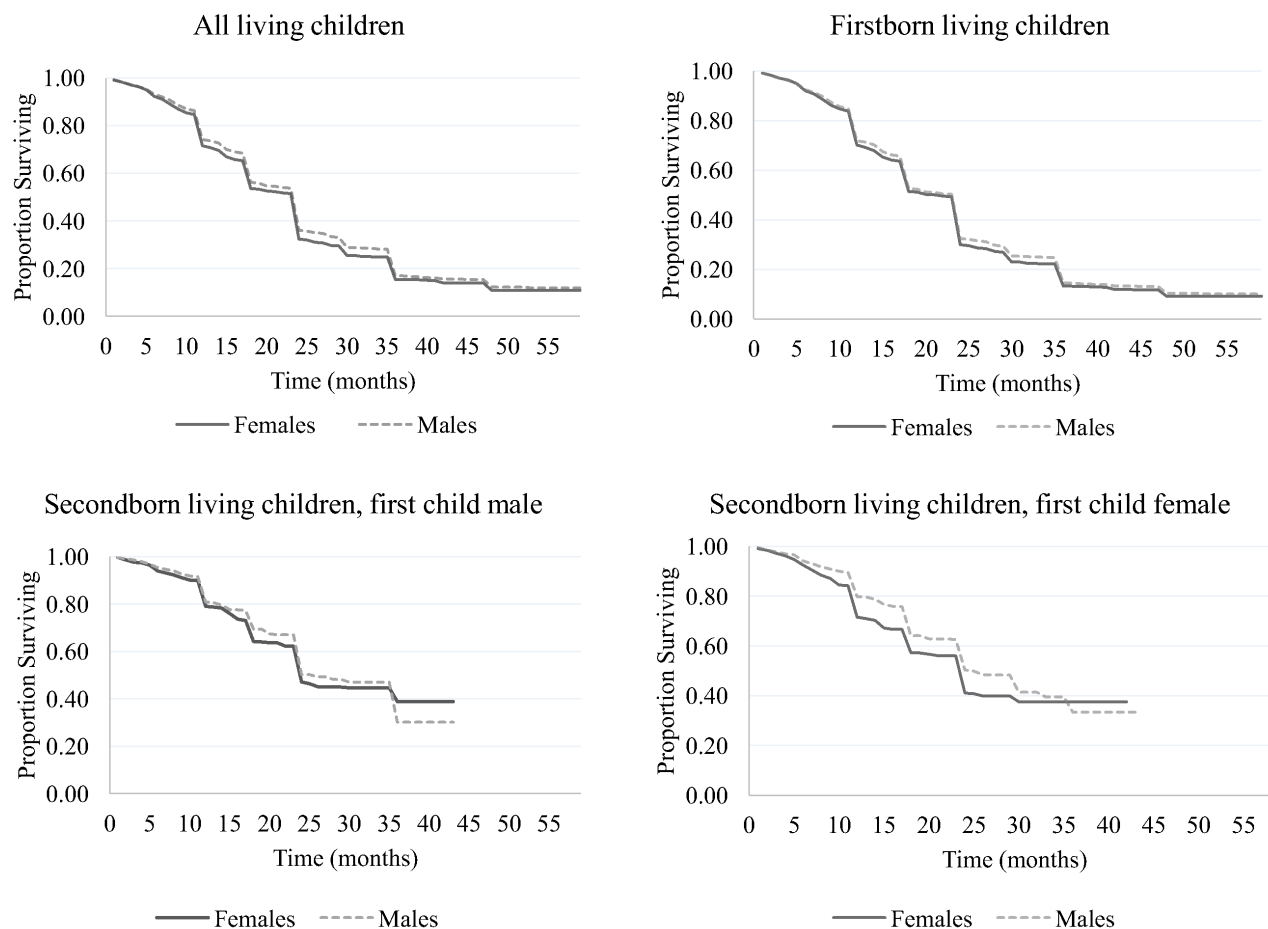 All living children
1.00
0.80
0.60
0.40
0.20
0.00
Proportion Surviving
0 5 10 15 20 25 30 35 40 45 50 55
Time (months)
Females Males
Firstborn living children
1.00
0.80
0.60
0.40
0.20
0.00
Proportion Surviving
0 5 10 15 20 25 30 35 40 45 50 55
Time (months)
Females Males
Secondborn living children, first child male
1.00
0.80
0.60
0.40
0.20
0.00
Proportion Surviving
0 5 10 15 20 25 30 35 40 45 50 55
Time (months)
Females Males
Secondborn living children, first child female
1.00
0.80
0.60
0.40
0.20
0.00
Proportion Surviving
0 5 10 15 20 25 30 35 40 45 50 55
Time (months)
Females Males